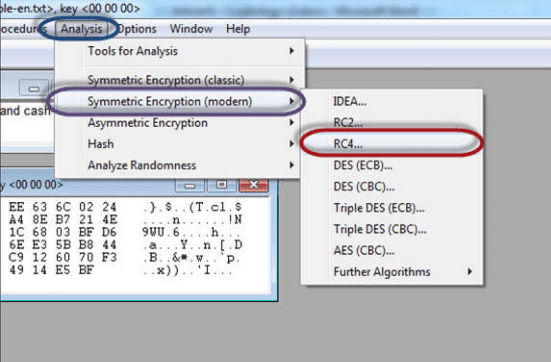 ble-en.txt>, key <00 00 00>
ocedures Analysis Options Window Help
Tools for Analysis
Symmetric Encryption (classic)
Symmetric Encryption (modern)
Asymmetric Encryption
Hash
Analyze Randomness
IDEA...
RC2...
RC4...
DES (ECB)...
DES (CBC)...
Triple DES (ECB)...
Triple DES (CBC)...
AES (CBC)...
Further Algorithms
and cash
y <00 00 00>
EE 63 6C 02 24 .}.$..(T.cl.$
A4 8E B7 21 4E ....n......!N
1C 68 03 BF D6 9WU.6....h...
6E E3 5B B8 44 .a...Y..n.[.D
C9 12 60 70 F3 .B..&*.w..`p.
49 14 E5 BF ..x))..'I...